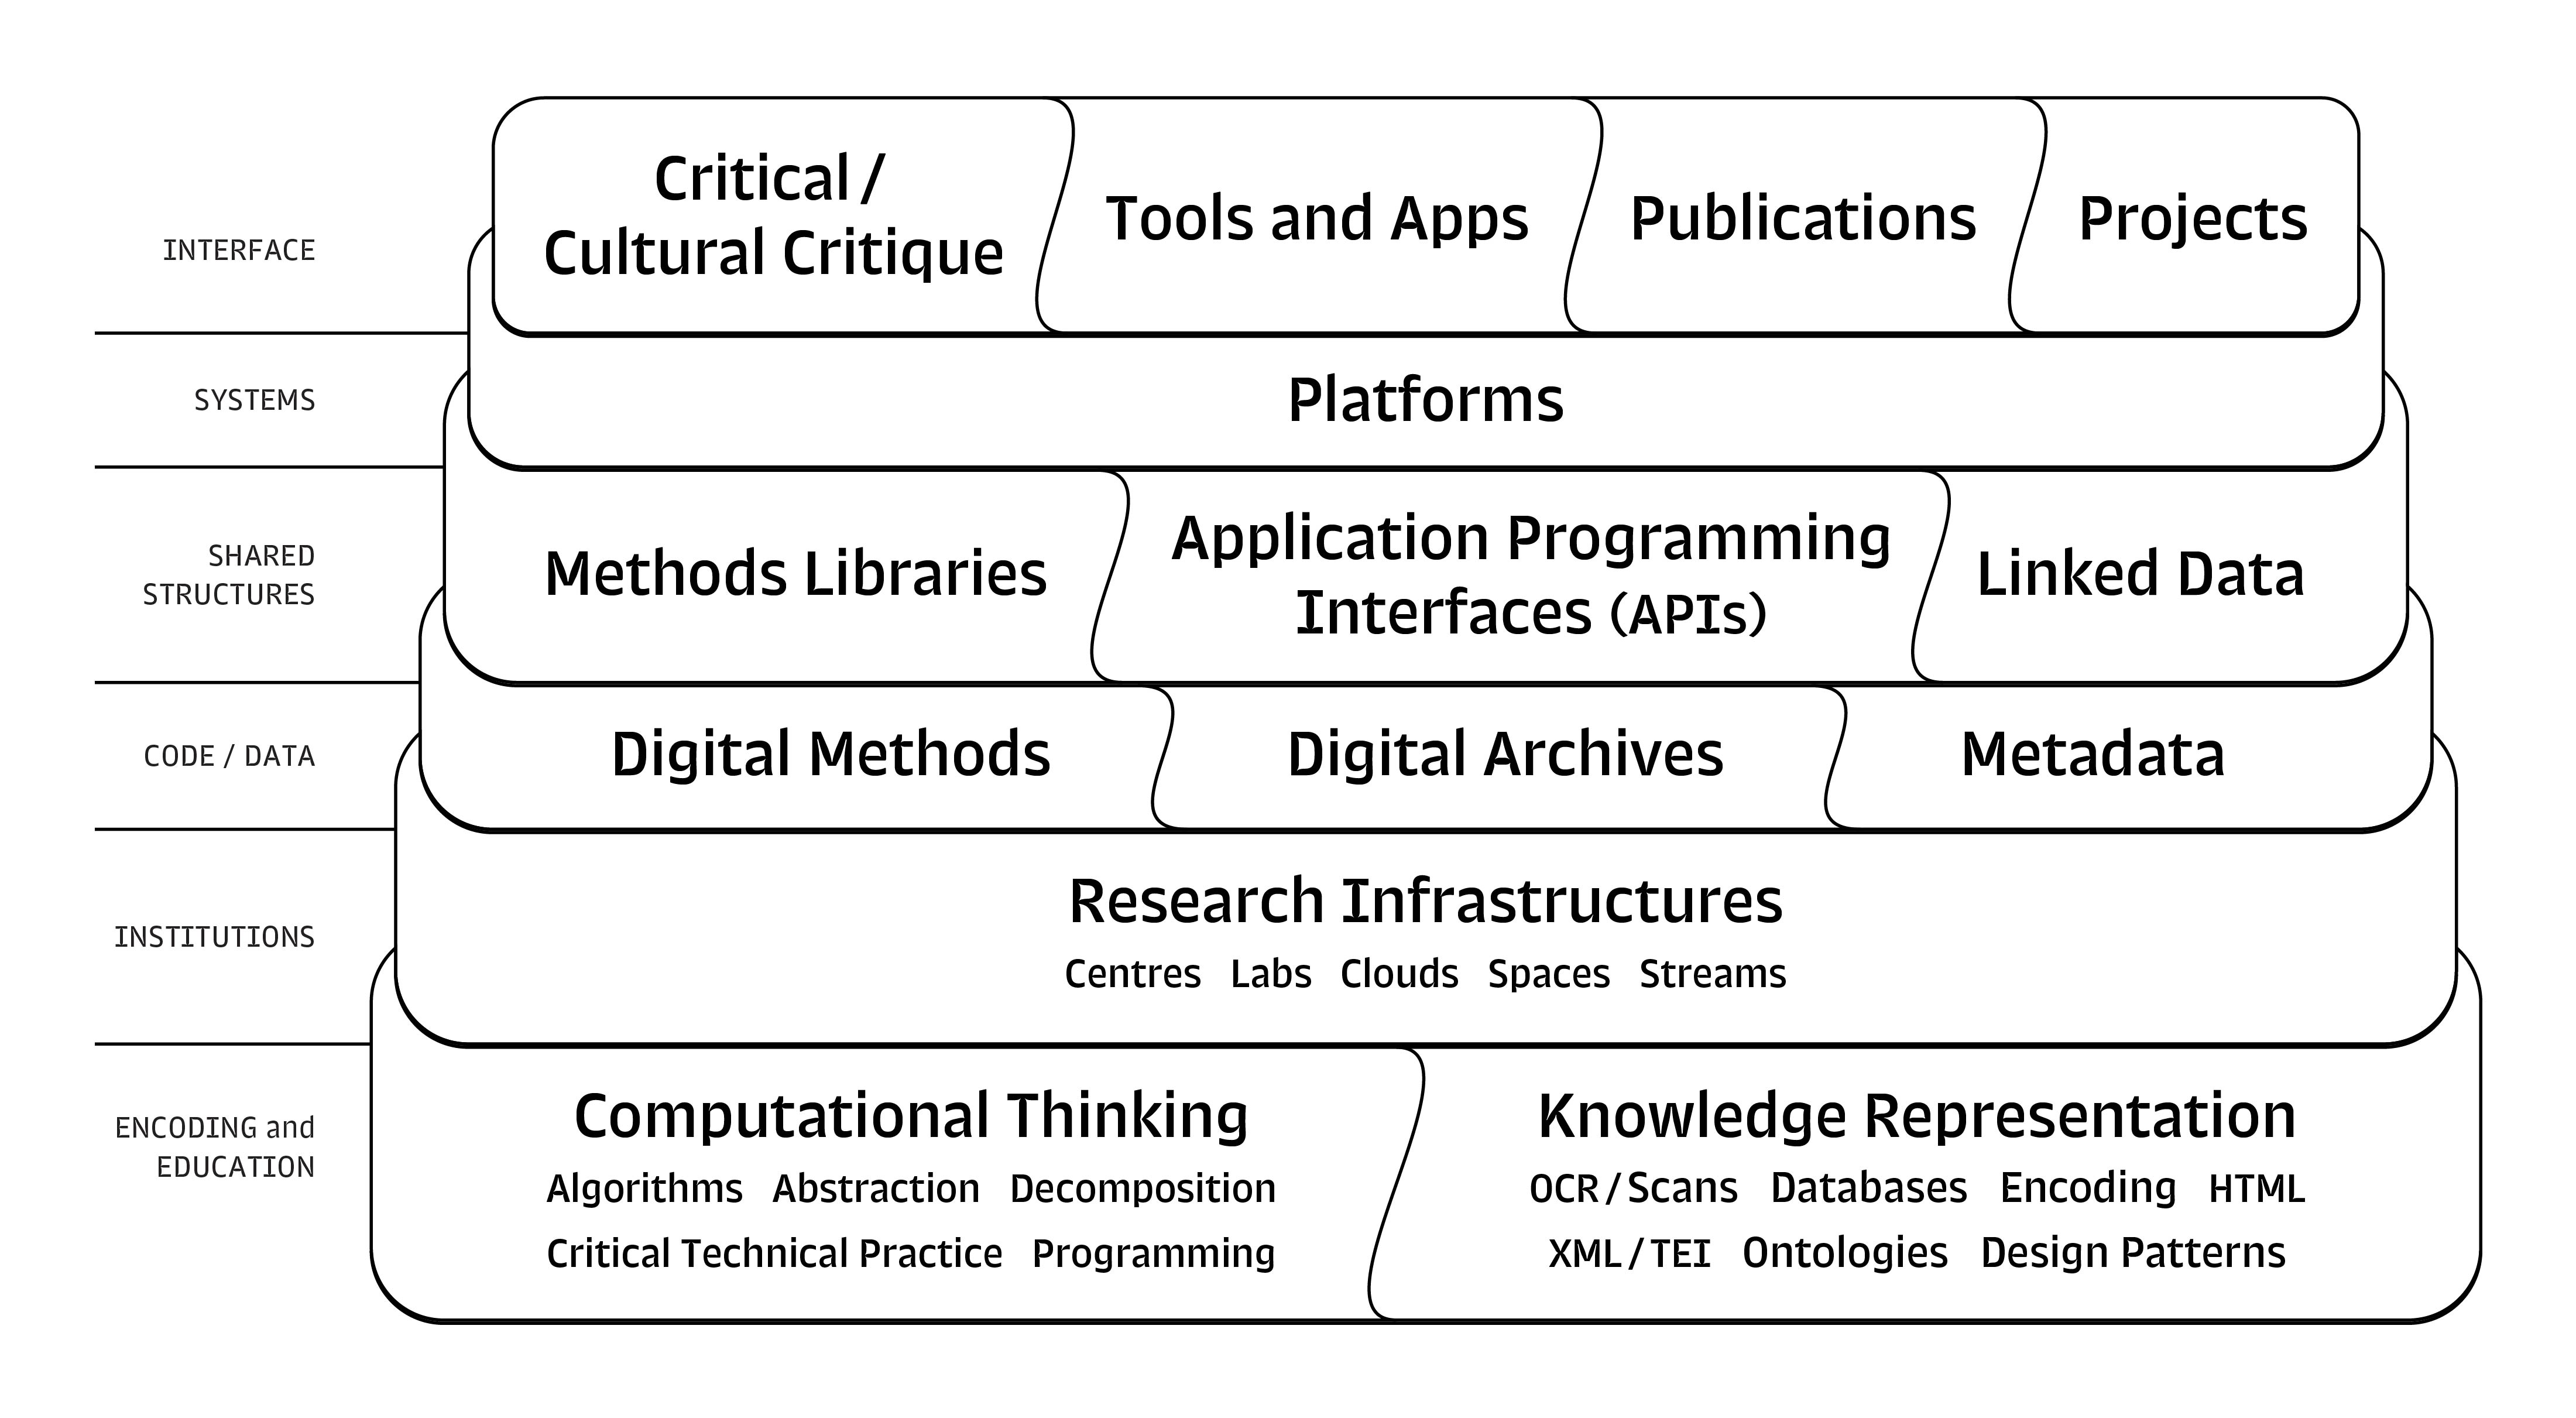 INTERFACE
Critical /
Cultural Critique
Tools and Apps
Publications
Projects
SYSTEMS
Platforms
SHARED
STRUCTURES
Methods Libraries
Application Programming
Interfaces (APIs)
Linked Data
CODE / DATA
Digital Methods
Digital Archives
Metadata
INSTITUTIONS
Research Infrastructures
Centres Labs Clouds Spaces Streams
ENCODING and
EDUCATION
Computational Thinking
Algorithms Abstraction Decomposition
Critical Technical Practice Programming
Knowledge Representation
OCR/Scans Databases Encoding HTML
XML/TEI Ontologies Design Patterns